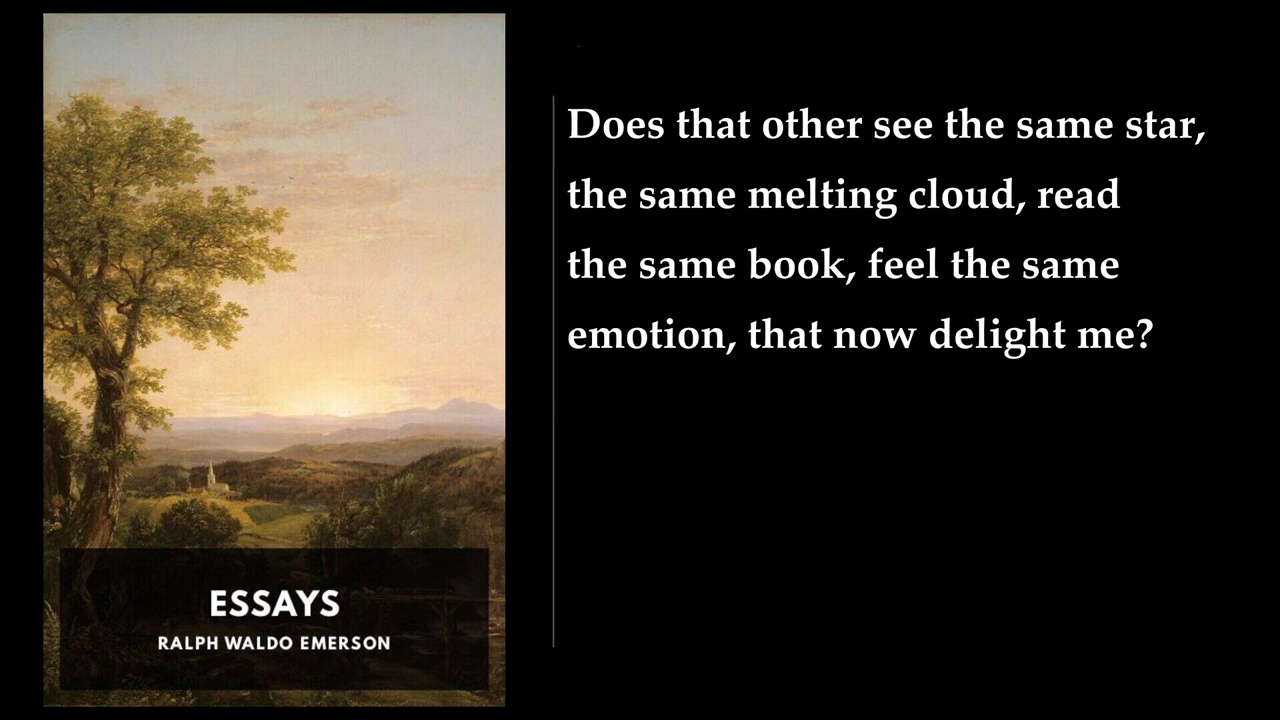 Does that other see the same star,
the same melting cloud, read
the same book, feel the same
emotion, that now delight me?
ESSAYS
RALPH WALDO EMERSON